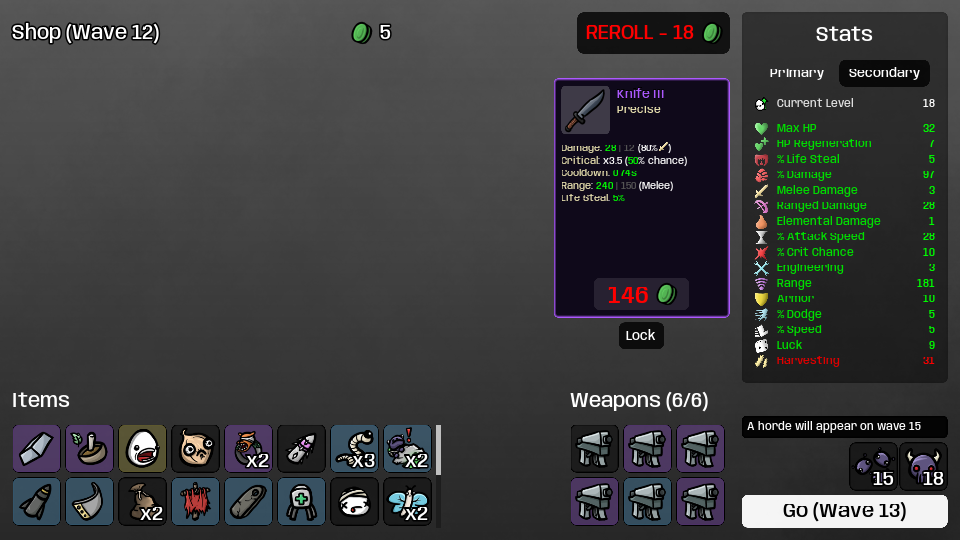 Shop (Wave 12)
5
REROLL - 18
Knife III
Precise
Damage: 28 | 12 (80%)
Critical: x3.5 (50% chance)
Cooldown: 0.74s
Range: 240 | 150 (Melee)
Life Steal: 5%
146
Lock
Stats
Primary
Secondary
Current Level 18
Max HP 32
HP Regeneration 7
% Life Steal 5
% Damage 97
Melee Damage 3
Ranged Damage 28
Elemental Damage 1
% Attack Speed 28
% Crit Chance 10
Engineering 3
Range 181
Armor 10
% Dodge 5
% Speed 5
Luck 9
Harvesting 31
Items
x2
x3
x2
x2
x2
Weapons (6/6)
A horde will appear on wave 15
15
18
Go (Wave 13)